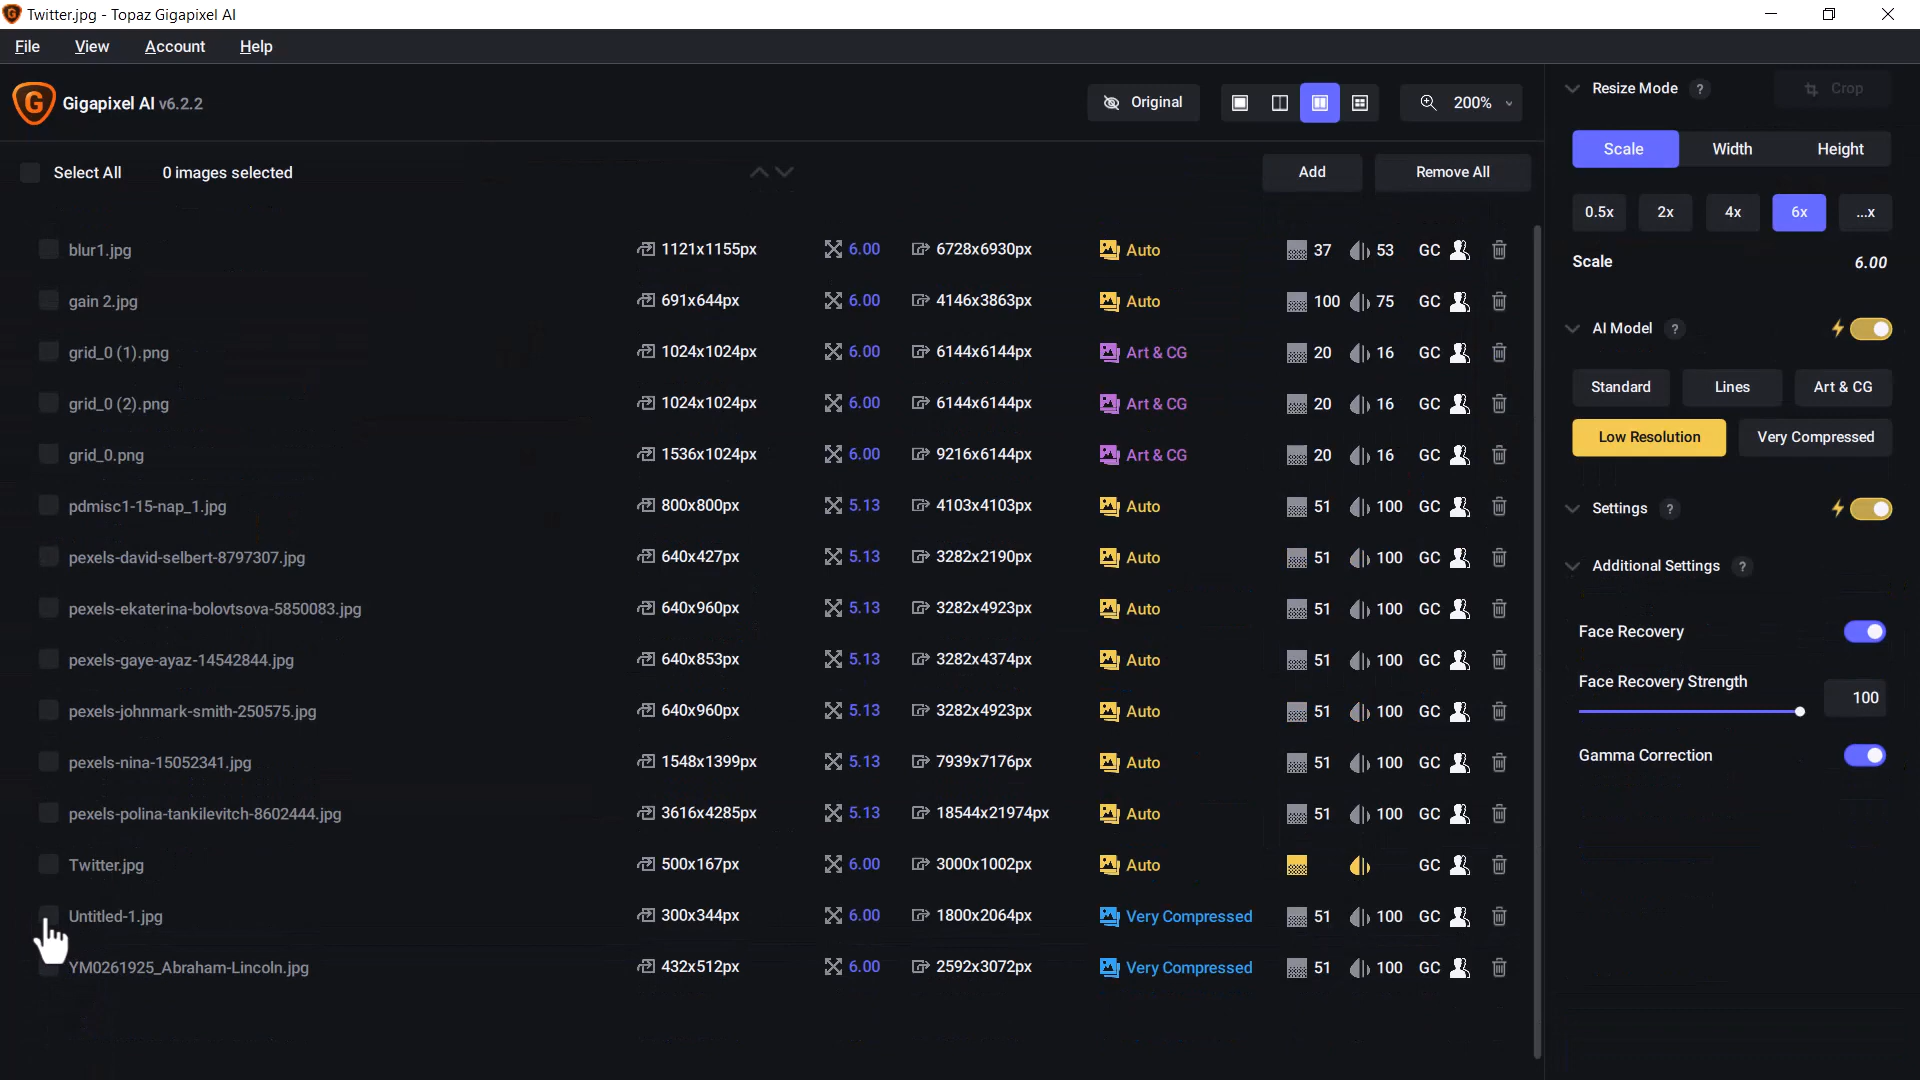 Twitter.jpg - Topaz Gigapixel AI
File View Account Help
G Gigapixel AI v6.2.2 Original 200%
Select All 0 images selected Add Remove All
blur1.jpg 1121x1155px 6.00 6728x6930px Auto 37 53 GC
gain 2.jpg 691x644px 6.00 4146x3863px Auto 100 75 GC
grid_0 (1).png 1024x1024px 6.00 6144x6144px Art & CG 20 16 GC
grid_0 (2).png 1024x1024px 6.00 6144x6144px Art & CG 20 16 GC
grid_0.png 1536x1024px 6.00 9216x6144px Art & CG 20 16 GC
pdmisc1-15-nap_1.jpg 800x800px 5.13 4103x4103px Auto 51 100 GC
pexels-david-selbert-8797307.jpg 640x427px 5.13 3282x2190px Auto 51 100 GC
pexels-ekaterina-bolovtsova-5850083.jpg 640x960px 5.13 3282x4923px Auto 51 100 GC
pexels-gaye-ayaz-14542844.jpg 640x853px 5.13 3282x4374px Auto 51 100 GC
pexels-johnmark-smith-250575.jpg 640x960px 5.13 3282x4923px Auto 51 100 GC
pexels-nina-15052341.jpg 1548x1399px 5.13 7939x7176px Auto 51 100 GC
pexels-polina-tankilevitch-8602444.jpg 3616x4285px 5.13 18544x21974px Auto 51 100 GC
Twitter.jpg 500x167px 6.00 3000x1002px Auto GC
Untitled-1.jpg 300x344px 6.00 1800x2064px Very Compressed 51 100 GC
YM0261925_Abraham-Lincoln.jpg 432x512px 6.00 2592x3072px Very Compressed 51 100 GC
Resize Mode ? Crop
Scale Width Height
0.5x 2x 4x 6x ...x
Scale 6.00
AI Model ?
Standard Lines Art & CG
Low Resolution Very Compressed
Settings ?
Additional Settings ?
Face Recovery
Face Recovery Strength 100
Gamma Correction